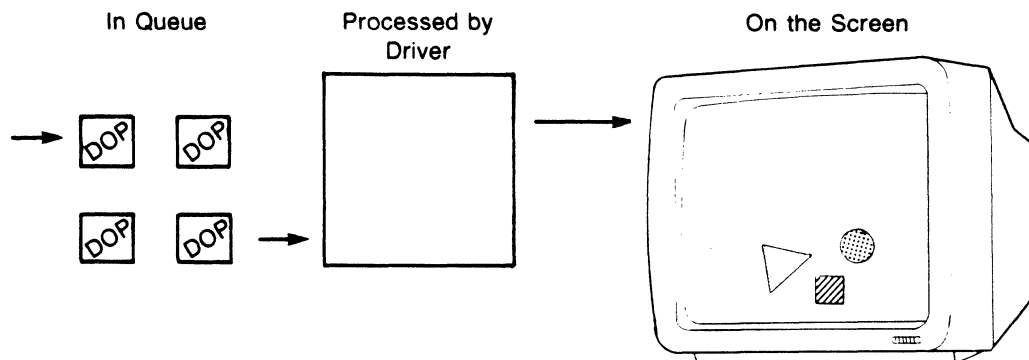 In Queue
Processed by
Driver
On the Screen
DOP DOP
DOP DOP